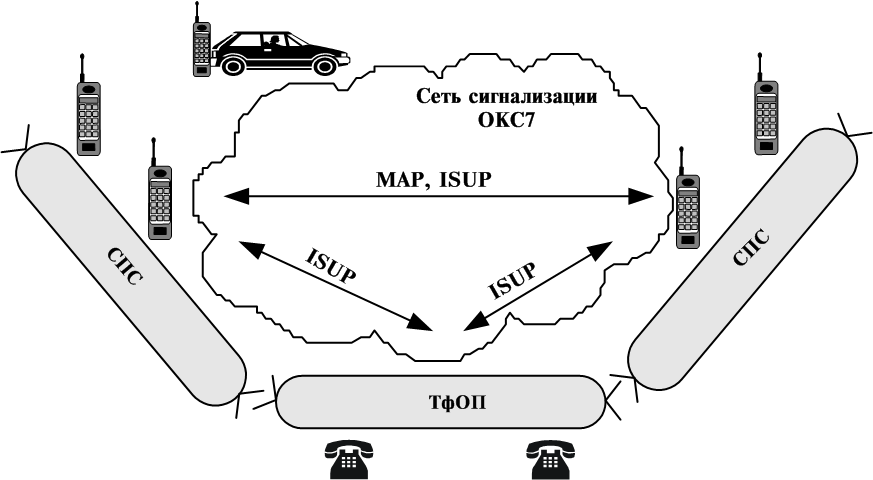 Сеть сигнализации
ОКС7
MAP, ISUP
ISUP
ISUP
СПС
СПС
ТфОП